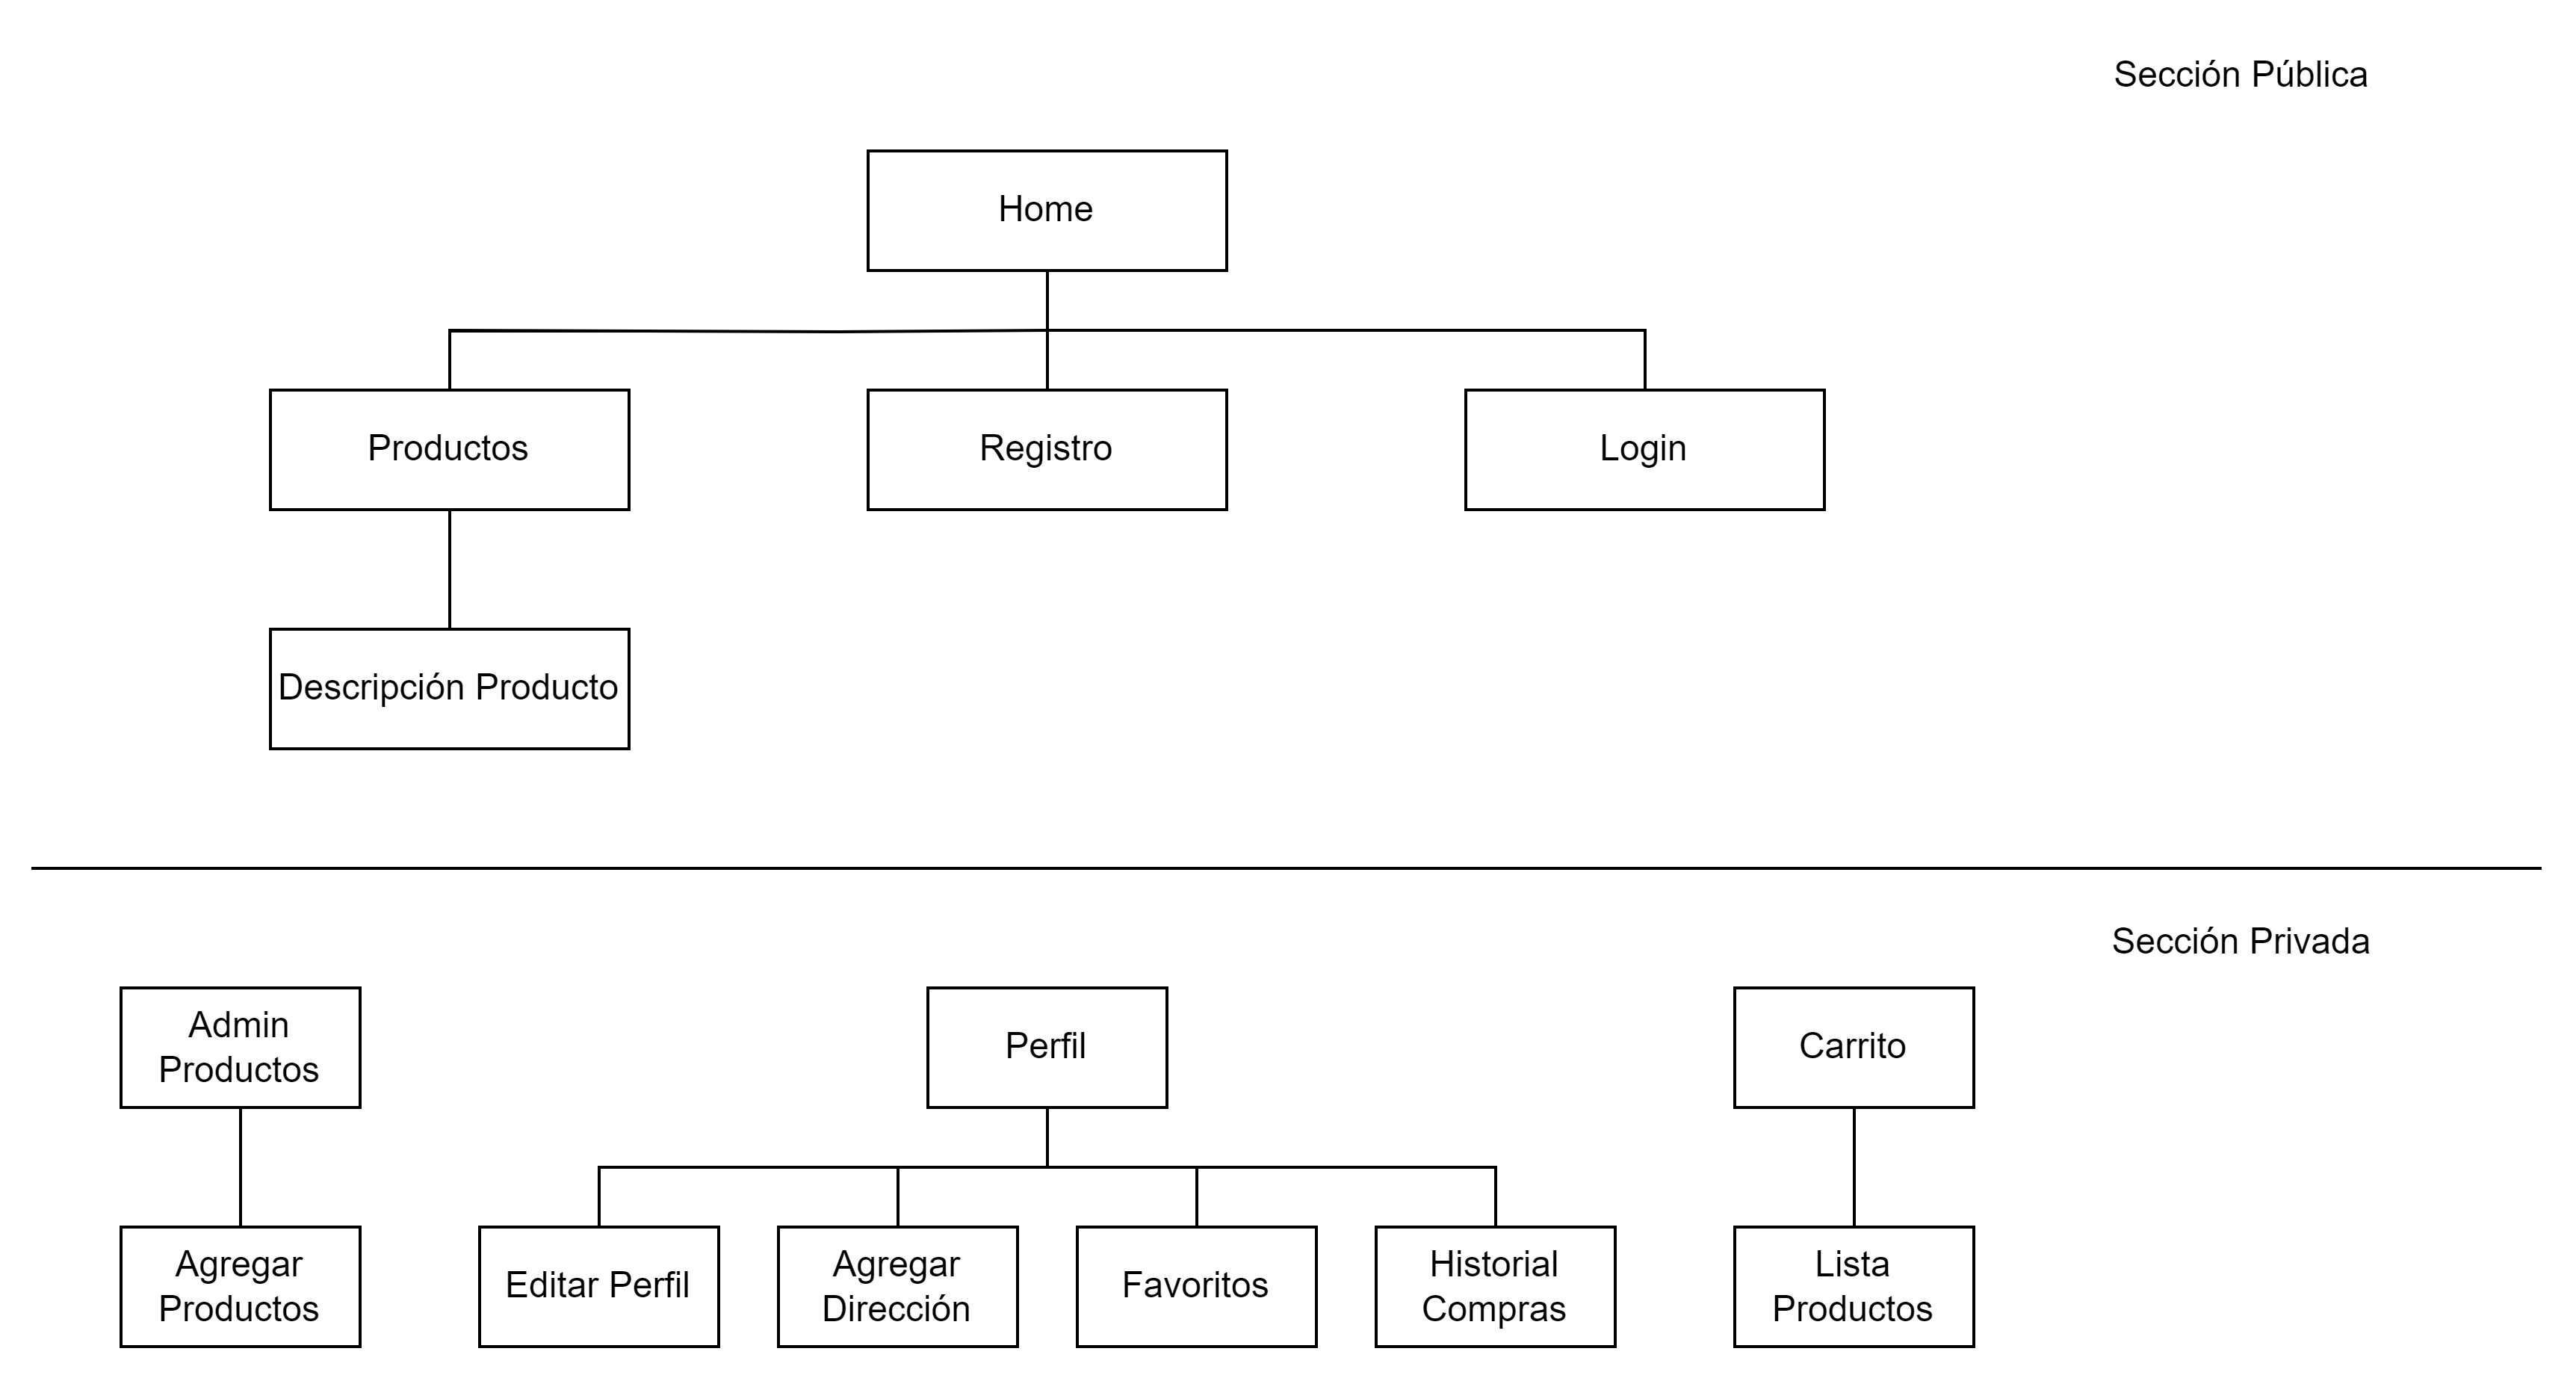 Sección Pública
Home
Productos
Registro
Login
Descripción Producto
Sección Privada
Admin
Productos
Perfil
Carrito
Agregar
Productos
Editar Perfil
Agregar
Dirección
Favoritos
Historial
Compras
Lista
Productos